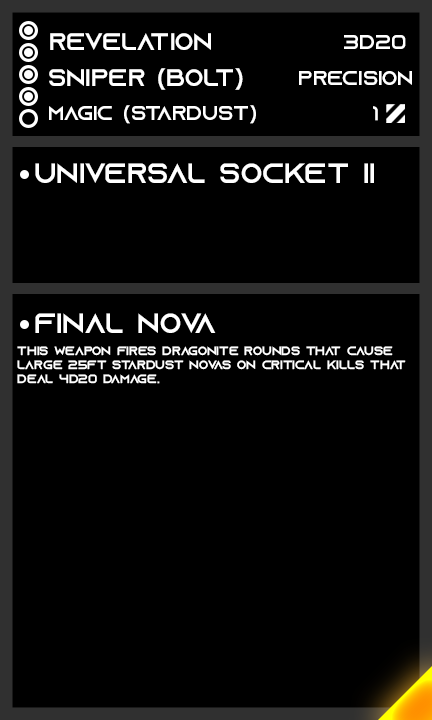 REVELATION 3D20
SNIPER (BOLT) PRECISION
MAGIC (STARDUST) 1
•UNIVERSAL SOCKET II
•FINAL NOVA
THIS WEAPON FIRES DRAGONITE ROUNDS THAT CAUSE
LARGE 25FT STARDUST NOVAS ON CRITICAL KILLS THAT
DEAL 4D20 DAMAGE.